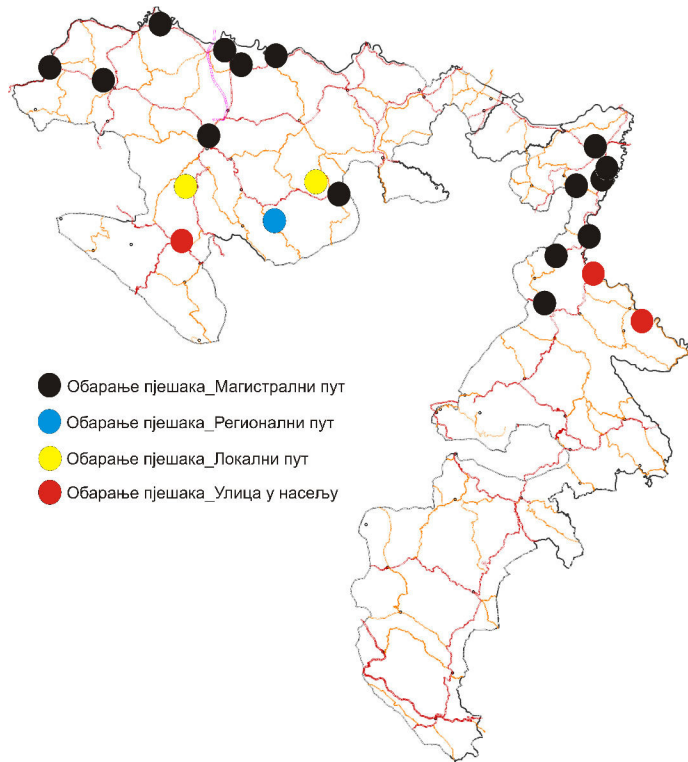 Обарање пјешака_Магистрални пут
Обарање пјешака_Регионални пут
Обарање пјешака_Локални пут
Обарање пјешака_Улица у насељу